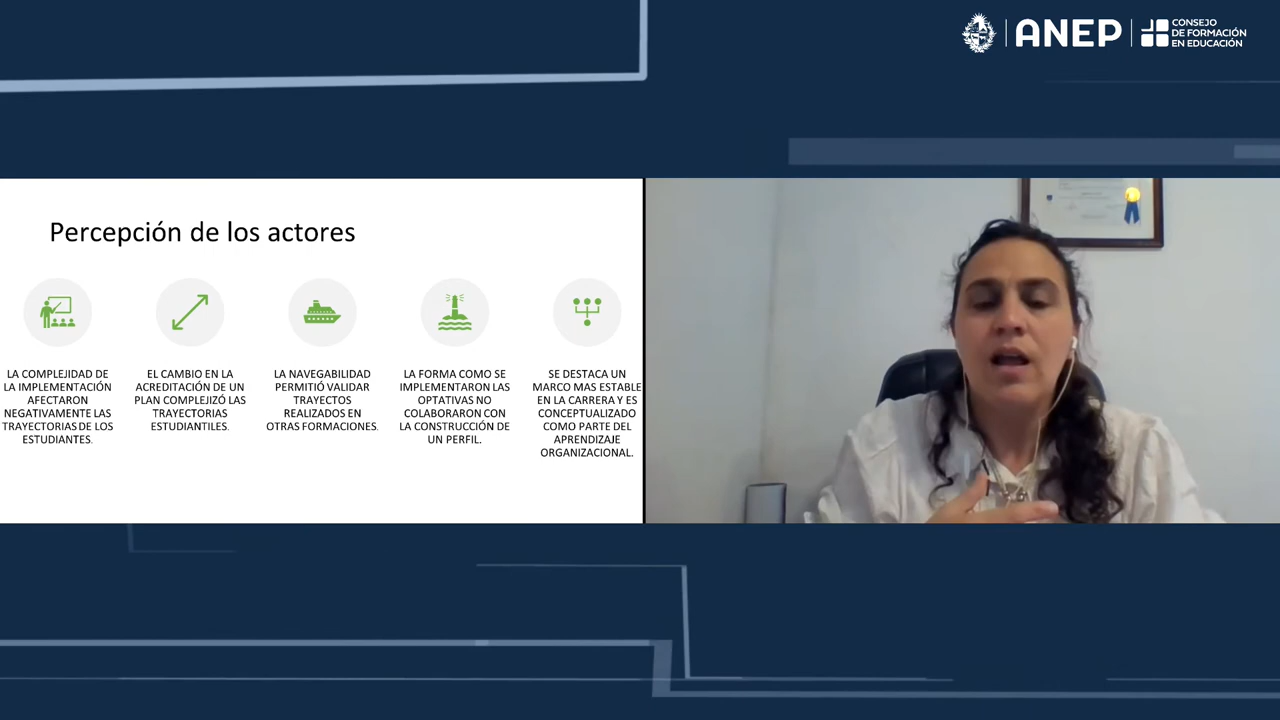 ANEP
CONSEJO
DE FORMACIÓN
EN EDUCACIÓN
Percepción de los actores
LA COMPLEJIDAD DE
LA IMPLEMENTACIÓN
AFECTARON
NEGATIVAMENTE LAS
TRAYECTORIAS DE LOS
ESTUDIANTES.
EL CAMBIO EN LA
ACREDITACIÓN DE UN
PLAN COMPLEJIZÓ LAS
TRAYECTORIAS
ESTUDIANTILES.
LA NAVEGABILIDAD
PERMITIÓ VALIDAR
TRAYECTOS
REALIZADOS EN
OTRAS FORMACIONES.
LA FORMA COMO SE
IMPLEMENTARON LAS
OPTATIVAS NO
COLABORARON CON
LA CONSTRUCCIÓN DE
UN PERFIL.
SE DESTACA UN
MARCO MAS ESTABLE
EN LA CARRERA Y ES
CONCEPTUALIZADO
COMO PARTE DEL
APRENDIZAJE
ORGANIZACIONAL.